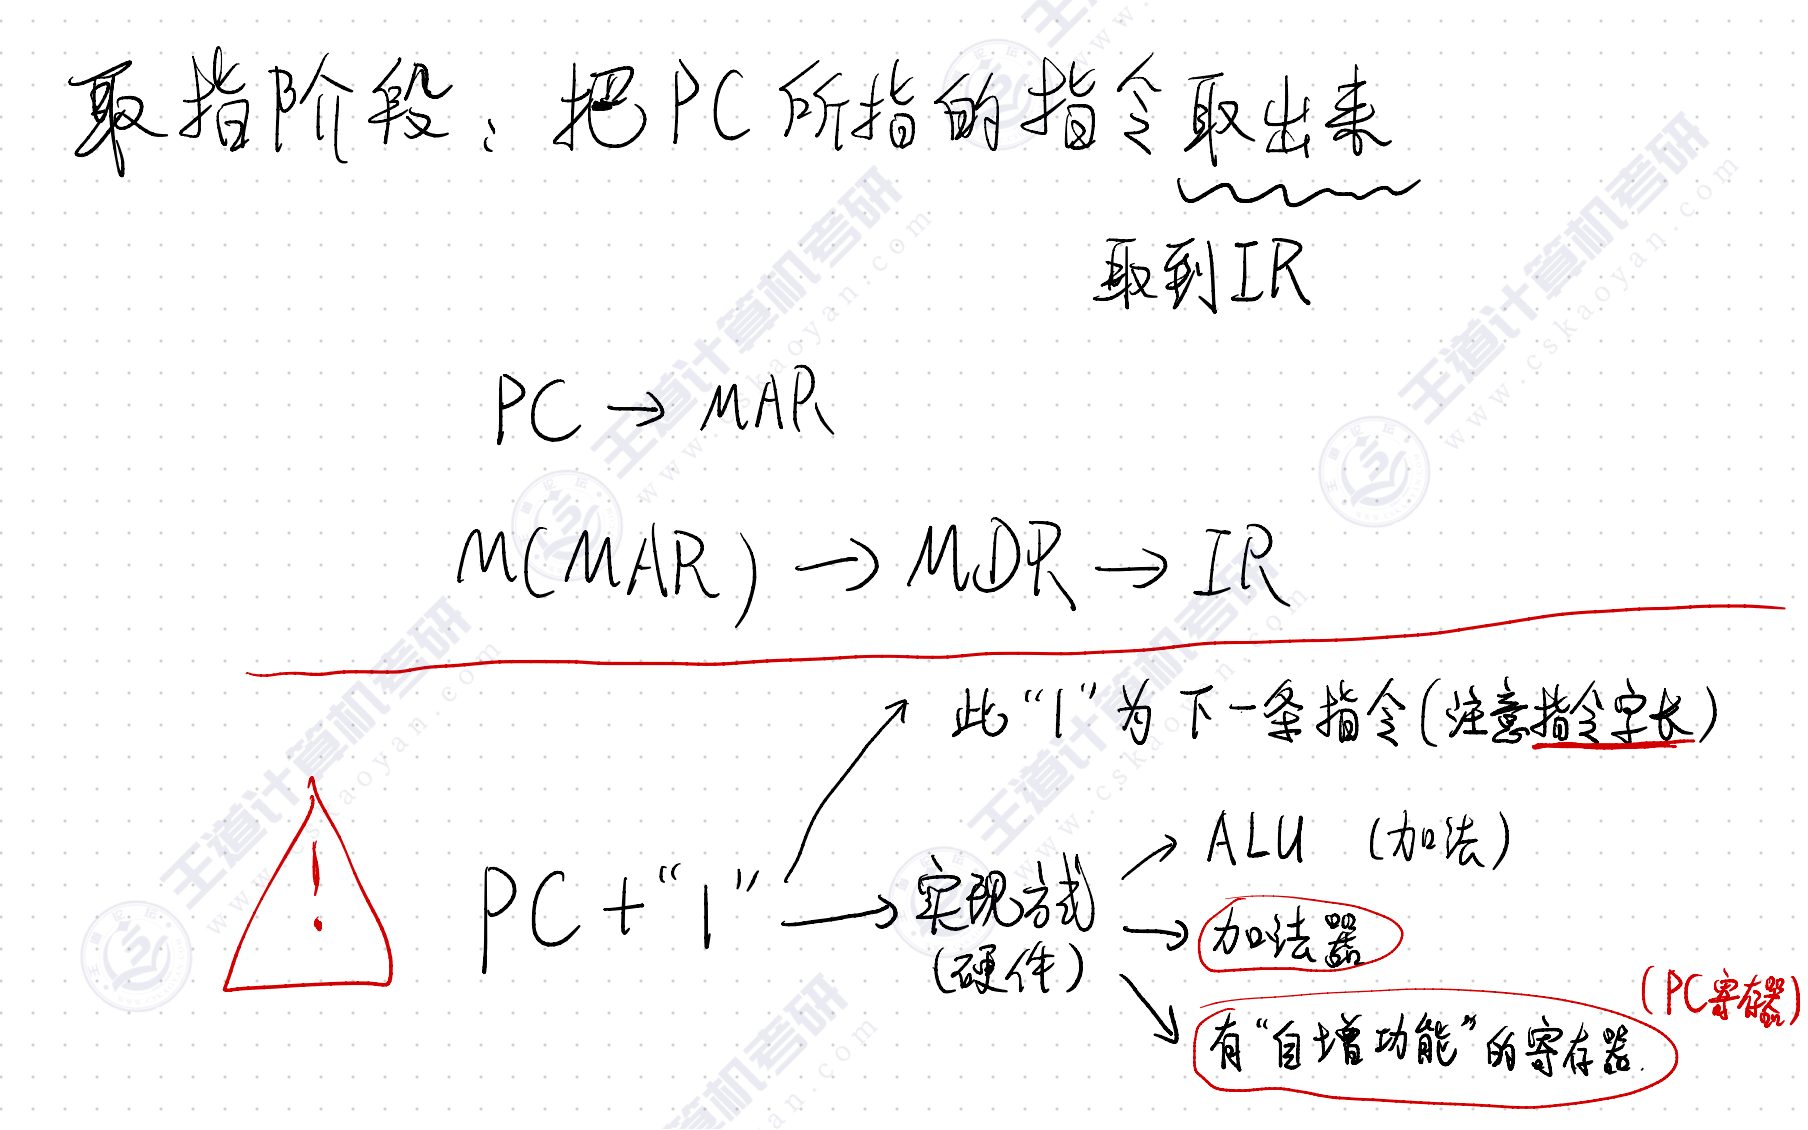 取指阶段：把PC所指的指令取出来
取到IR
PC → MAR
M(MAR) → MDR → IR
此“1”为下一条指令(注意指令字长)
PC+“1” → 实现方式
(硬件)
ALU (加法)
加法器
(PC寄存器)
有“自增功能”的寄存器.
王道计算机考研
www.cskaoyan.com